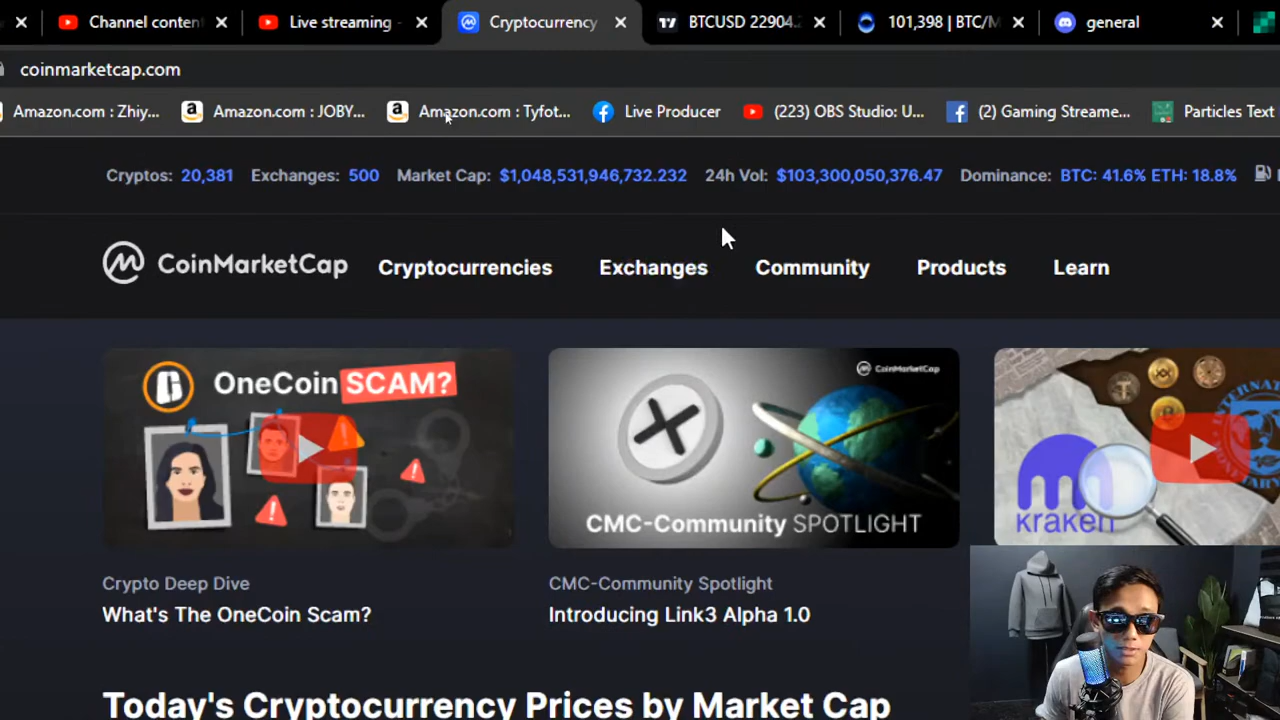 Channel content
Live streaming -
Cryptocurrency
BTCUSD 22904.
101,398 | BTC/M
general
coinmarketcap.com
Amazon.com : Zhiy...
Amazon.com : JOBY...
Amazon.com : Tyfot...
Live Producer
(223) OBS Studio: U...
(2) Gaming Streame...
Particles Text
Cryptos: 20,381 Exchanges: 500 Market Cap: $1,048,531,946,732.232 24h Vol: $103,300,050,376.47 Dominance: BTC: 41.6% ETH: 18.8%
CoinMarketCap
Cryptocurrencies
Exchanges
Community
Products
Learn
OneCoin SCAM?
CoinMarketCap
CMC-Community SPOTLIGHT
kraken
Crypto Deep Dive
What's The OneCoin Scam?
CMC-Community Spotlight
Introducing Link3 Alpha 1.0
Today's Cryptocurrency Prices by Market Cap